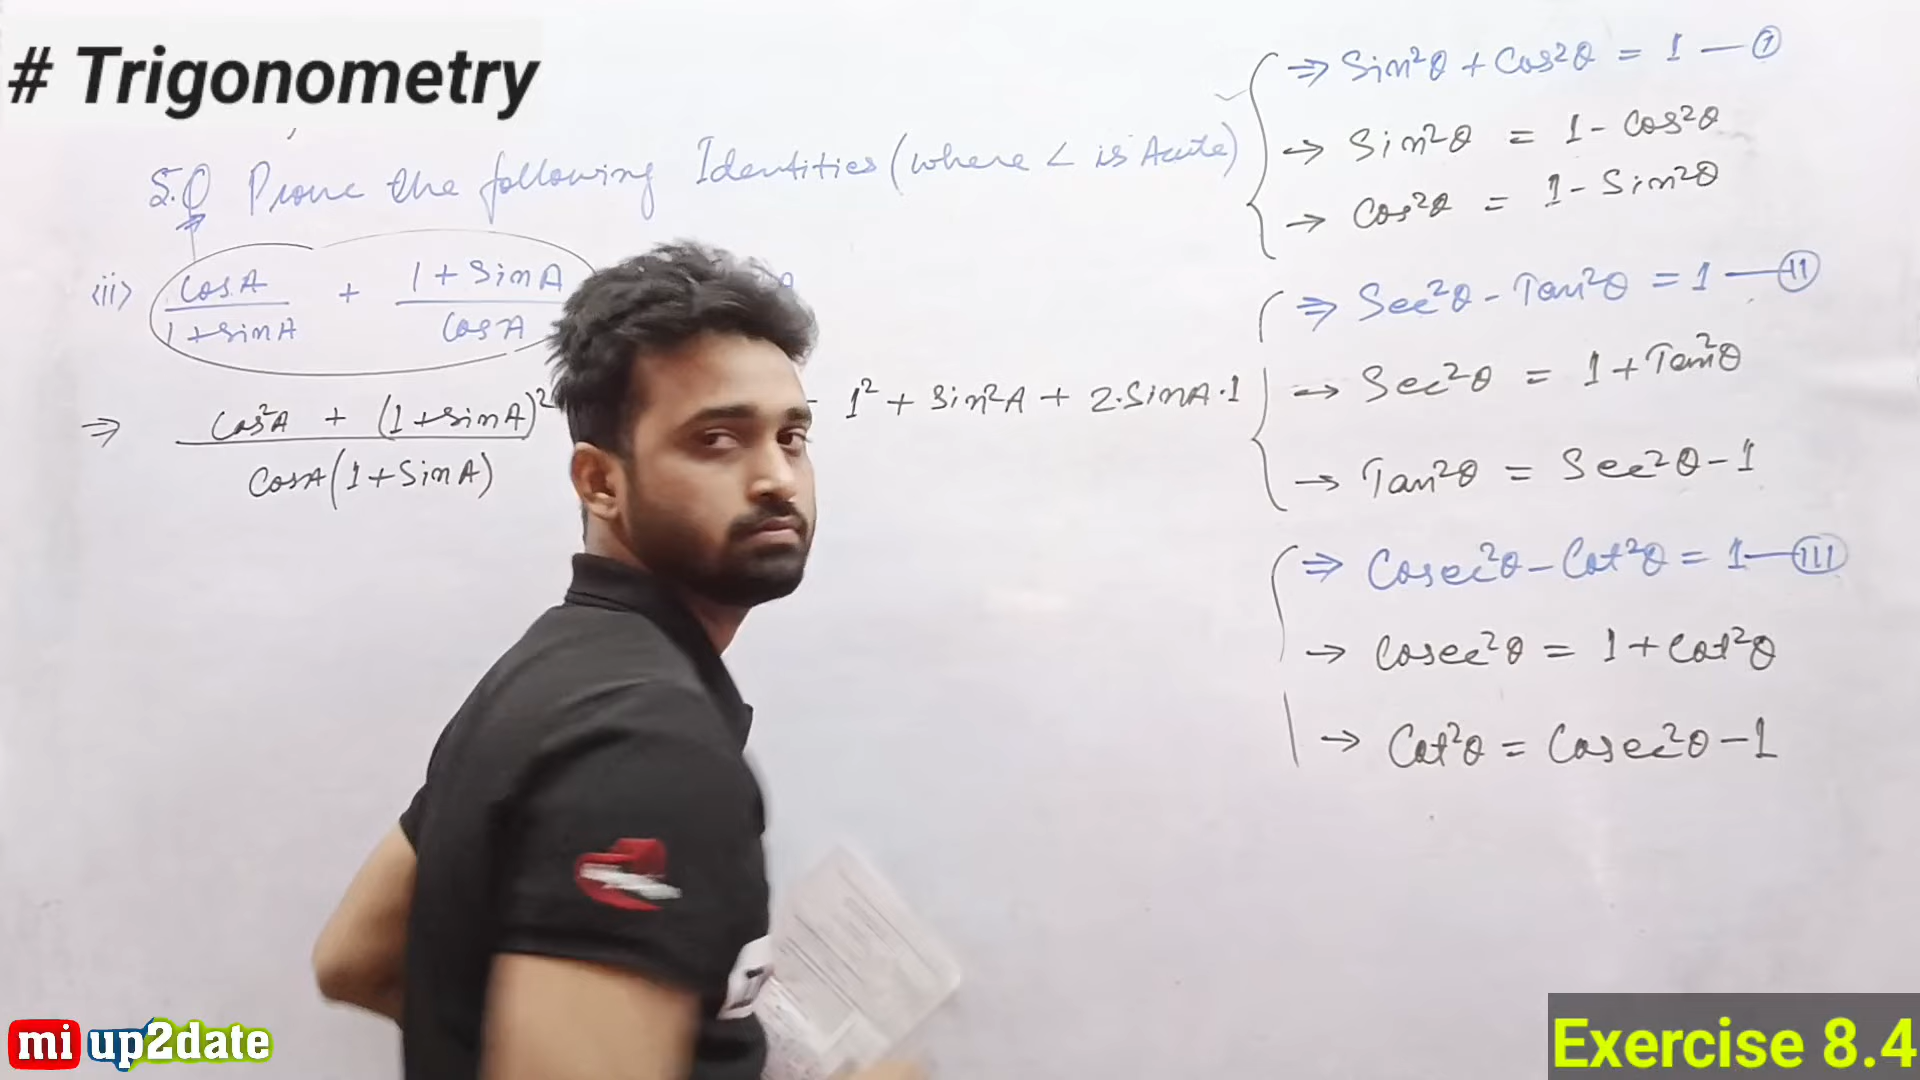 # Trigonometry
5.Q Prove the following Identities (where ∠ is Acute)
(ii) CosA/1+SinA + 1+SinA/CosA
⇒ Cos²A + (1+SinA)²/CosA(1+SinA)
1² + Sin²A + 2·SinA·1
⇒ Sin²θ + Cos²θ = 1 — Ⓘ
→ Sin²θ = 1 - Cos²θ
→ Cos²θ = 1 - Sin²θ
⇒ Sec²θ - Tan²θ = 1 — II
→ Sec²θ = 1 + Tan²θ
→ Tan²θ = Sec²θ - 1
⇒ Cosec²θ - Cot²θ = 1 — III
→ Cosec²θ = 1 + Cot²θ
→ Cot²θ = Cosec²θ - 1
mi up2date
Exercise 8.4